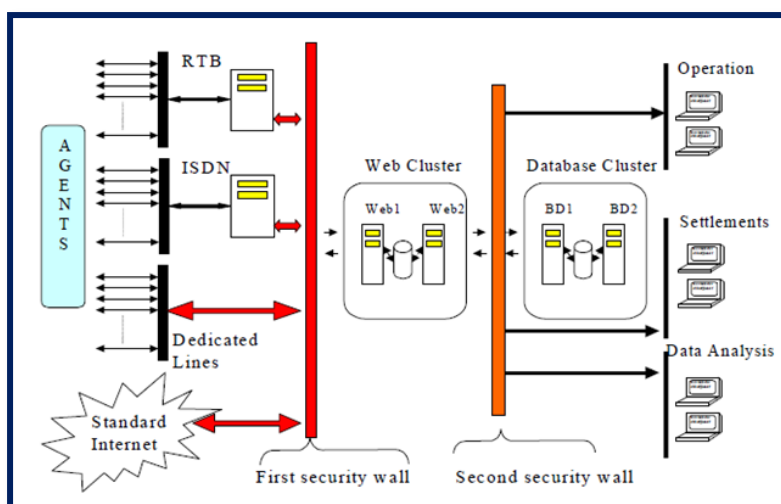 RTB
Operation
AGENTS
ISDN
Web Cluster
Database Cluster
Web1
Web2
BD1
BD2
Settlements
Dedicated
Lines
Data Analysis
Standard
Internet
First security wall
Second security wall